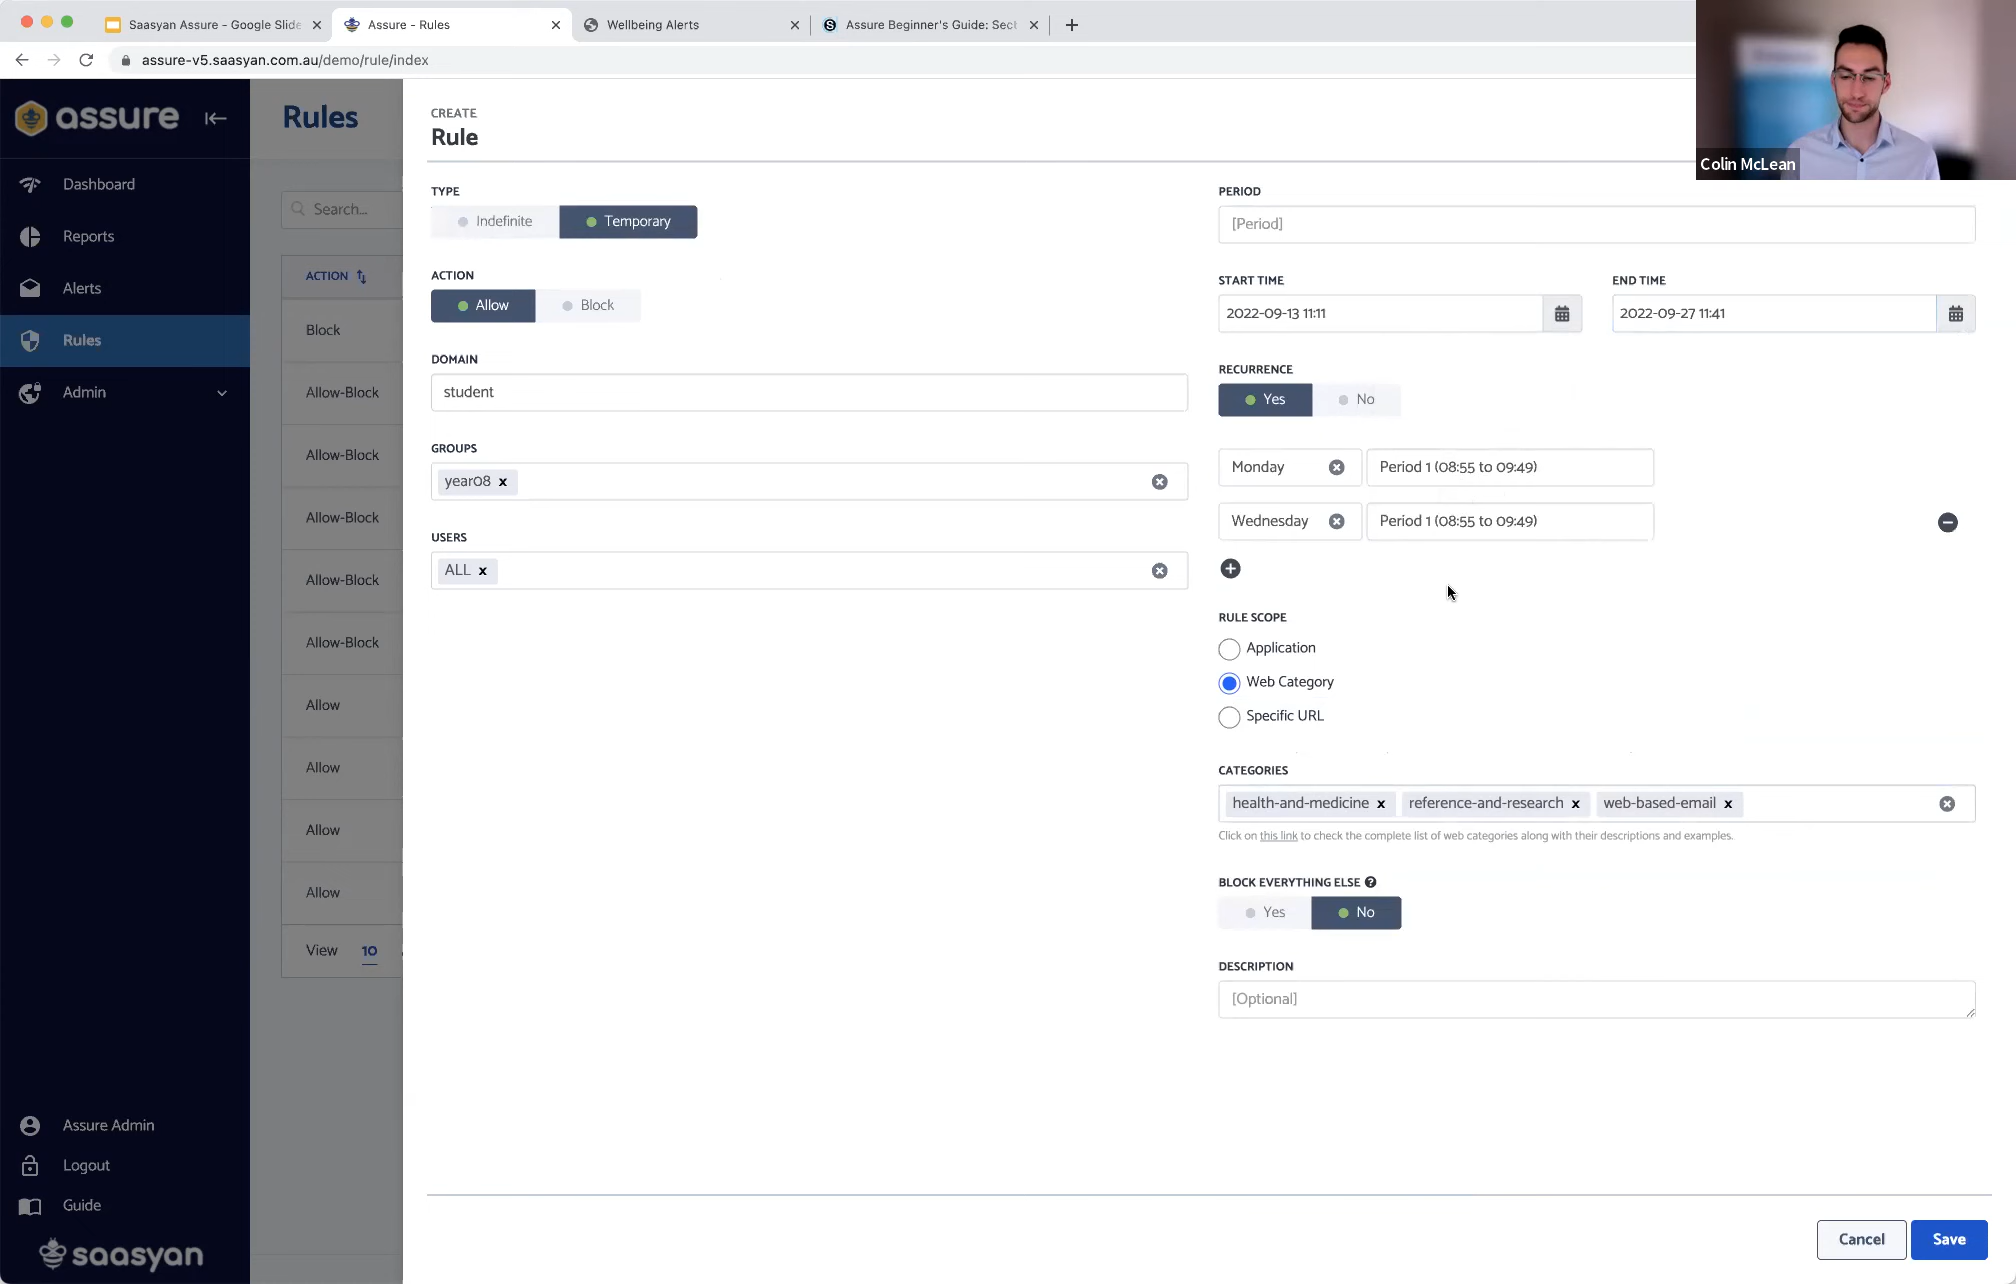 Saasyan Assure - Google Slide
Assure - Rules
Wellbeing Alerts
Assure Beginner's Guide: Sect
assure-v5.saasyan.com.au/demo/rule/index
Colin McLean
assure
Dashboard
Reports
Alerts
Rules
Admin
Assure Admin
Logout
Guide
saasyan
Rules
Search...
ACTION
Block
Allow-Block
Allow-Block
Allow-Block
Allow-Block
Allow-Block
Allow
Allow
Allow
Allow
View 10
CREATE
Rule
TYPE
Indefinite Temporary
ACTION
Allow Block
DOMAIN
student
GROUPS
year08 x
USERS
ALL x
PERIOD
[Period]
START TIME END TIME
2022-09-13 11:11 2022-09-27 11:41
RECURRENCE
Yes No
Monday Period 1 (08:55 to 09:49)
Wednesday Period 1 (08:55 to 09:49)
RULE SCOPE
Application
Web Category
Specific URL
CATEGORIES
health-and-medicine x reference-and-research x web-based-email x
Click on this link to check the complete list of web categories along with their descriptions and examples.
BLOCK EVERYTHING ELSE ?
Yes No
DESCRIPTION
[Optional]
Cancel Save